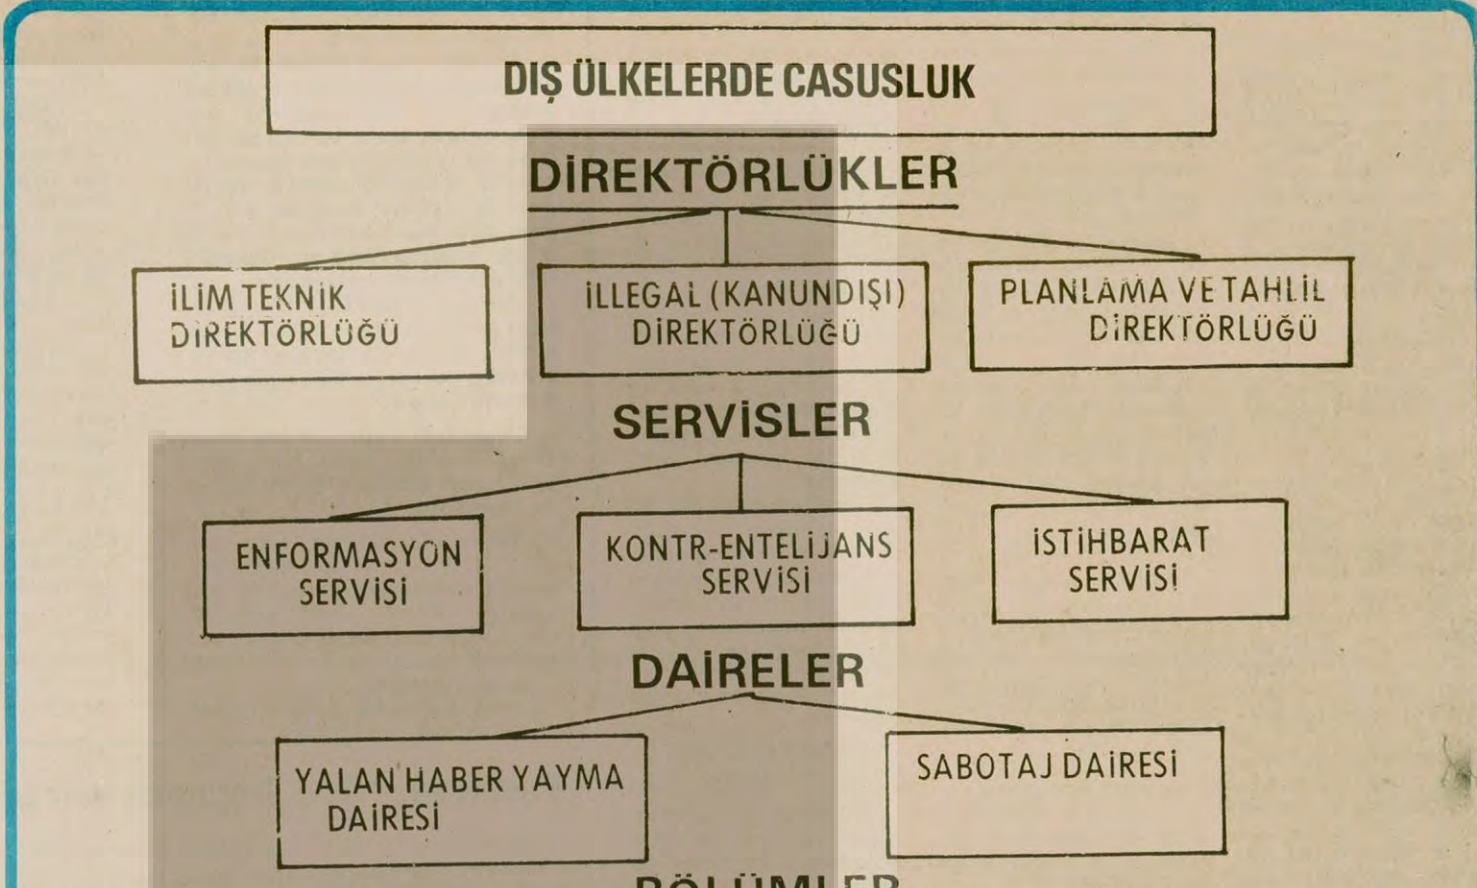 DIŞ ÜLKELERDE CASUSLUK
DİREKTÖRLÜKLER
İLİM TEKNİK
DİREKTÖRLÜĞÜ
İLLEGAL (KANUNDIŞI)
DİREKTÖRLÜĞÜ
PLANLAMA VE TAHLİL
DİREKTÖRLÜĞÜ
SERVİSLER
ENFORMASYON
SERVİSİ
KONTR-ENTELİJANS
SERVİSİ
İSTİHBARAT
SERVİSİ
DAİRELER
YALAN HABER YAYMA
DAİRESİ
SABOTAJ DAİRESİ
BÖLÜMLER